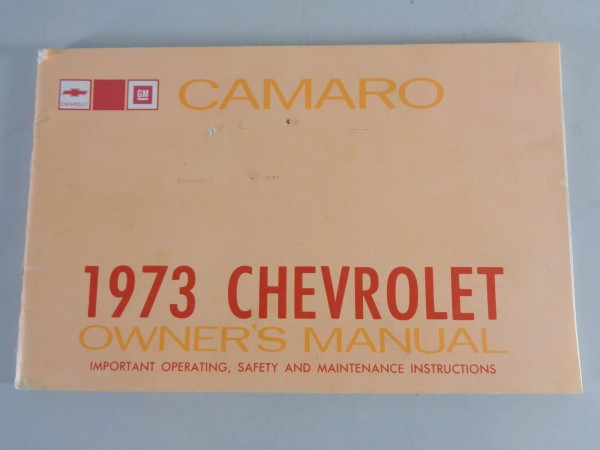 CHEVROLET
GM
CAMARO
1973 CHEVROLET
OWNER'S MANUAL
IMPORTANT OPERATING, SAFETY AND MAINTENANCE INSTRUCTIONS